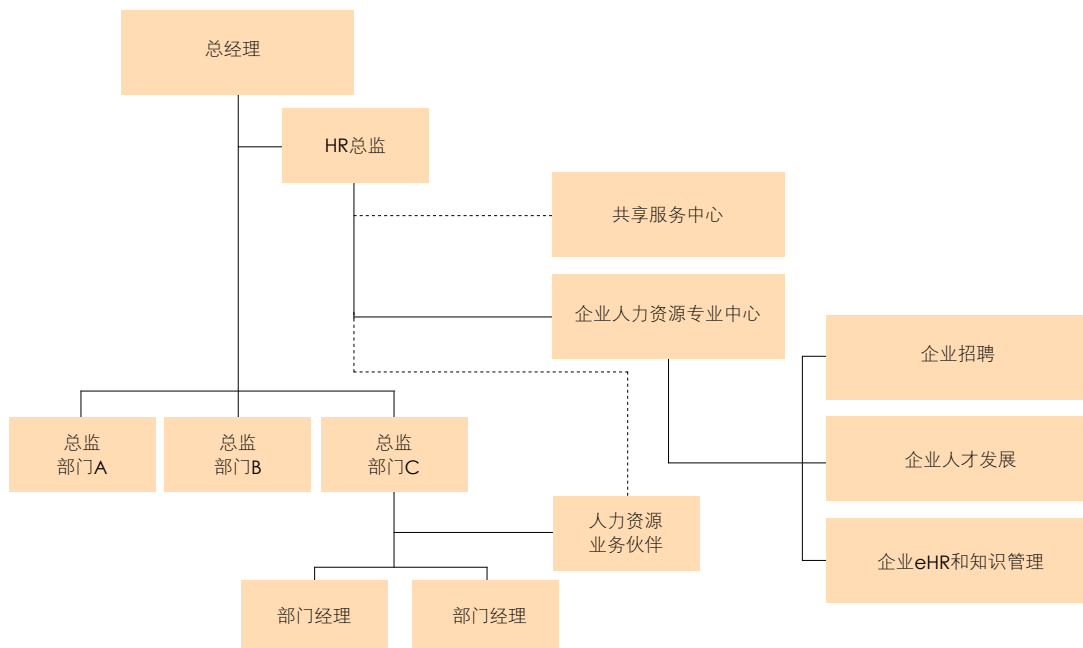 总经理
HR总监
共享服务中心
企业人力资源专业中心
企业招聘
总监
部门A
总监
部门B
总监
部门C
企业人才发展
人力资源
业务伙伴
企业eHR和知识管理
部门经理
部门经理